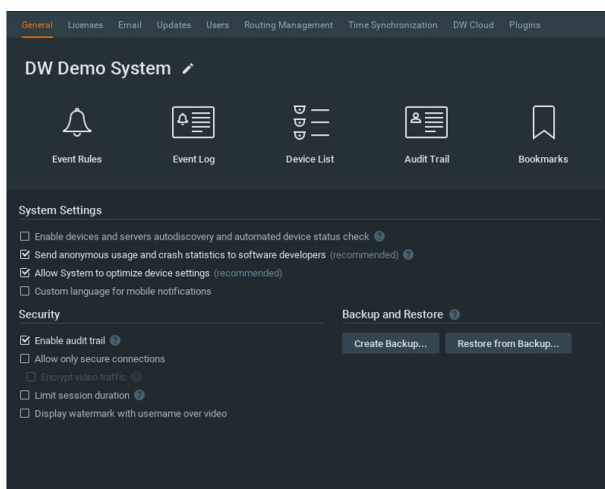 General Licenses Email Updates Users Routing Management Time Synchronization DW Cloud Plugins
DW Demo System
Event Rules Event Log Device List Audit Trail Bookmarks
System Settings
Enable devices and servers autodiscovery and automated device status check ?
Send anonymous usage and crash statistics to software developers (recommended) ?
Allow System to optimize device settings (recommended)
Custom language for mobile notifications
Security
Enable audit trail ?
Allow only secure connections
Encrypt video traffic ?
Limit session duration ?
Display watermark with username over video
Backup and Restore ?
Create Backup... Restore from Backup...